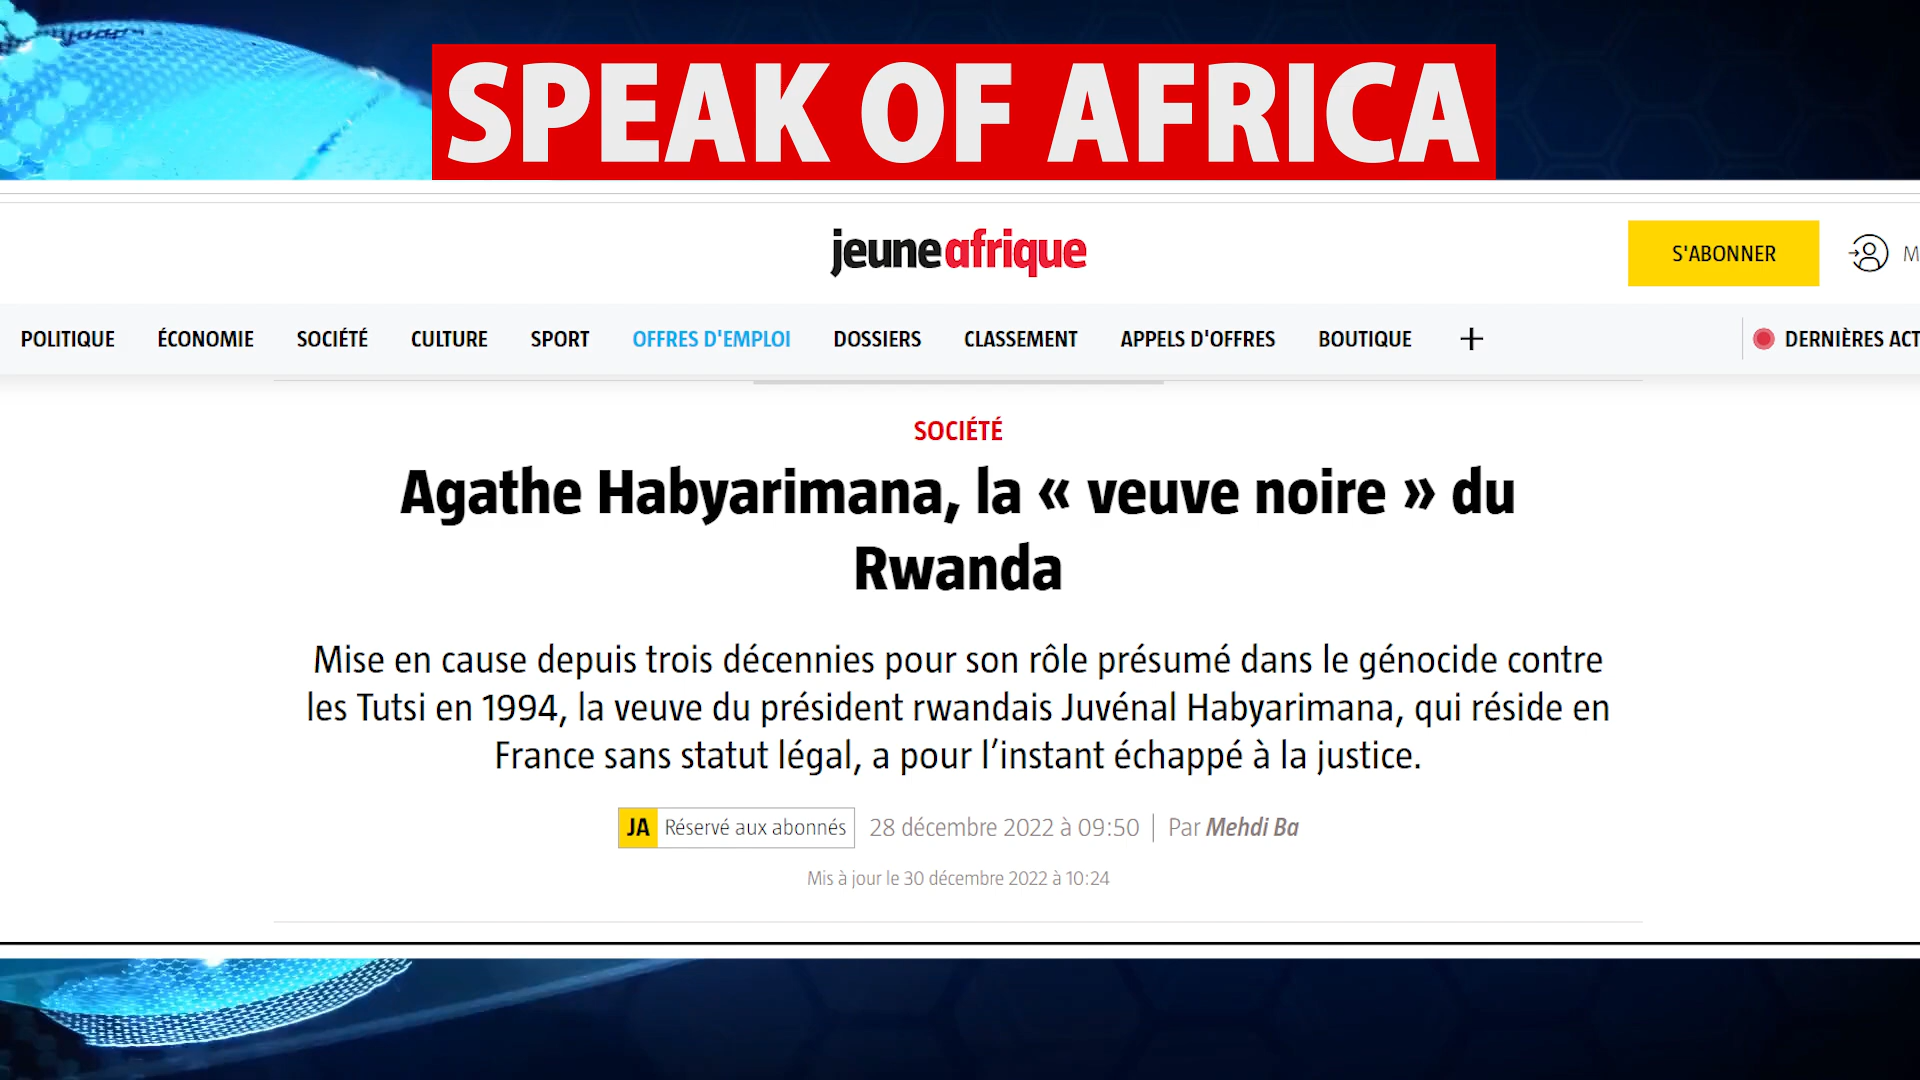 SPEAK OF AFRICA
jeune afrique
S'ABONNER
M
POLITIQUE ÉCONOMIE SOCIÉTÉ CULTURE SPORT OFFRES D'EMPLOI DOSSIERS CLASSEMENT APPELS D'OFFRES BOUTIQUE + DERNIÈRES ACT
SOCIÉTÉ
Agathe Habyarimana, la « veuve noire » du
Rwanda
Mise en cause depuis trois décennies pour son rôle présumé dans le génocide contre
les Tutsi en 1994, la veuve du président rwandais Juvénal Habyarimana, qui réside en
France sans statut légal, a pour l’instant échappé à la justice.
JA Réservé aux abonnés 28 décembre 2022 à 09:50 | Par Mehdi Ba
Mis à jour le 30 décembre 2022 à 10:24